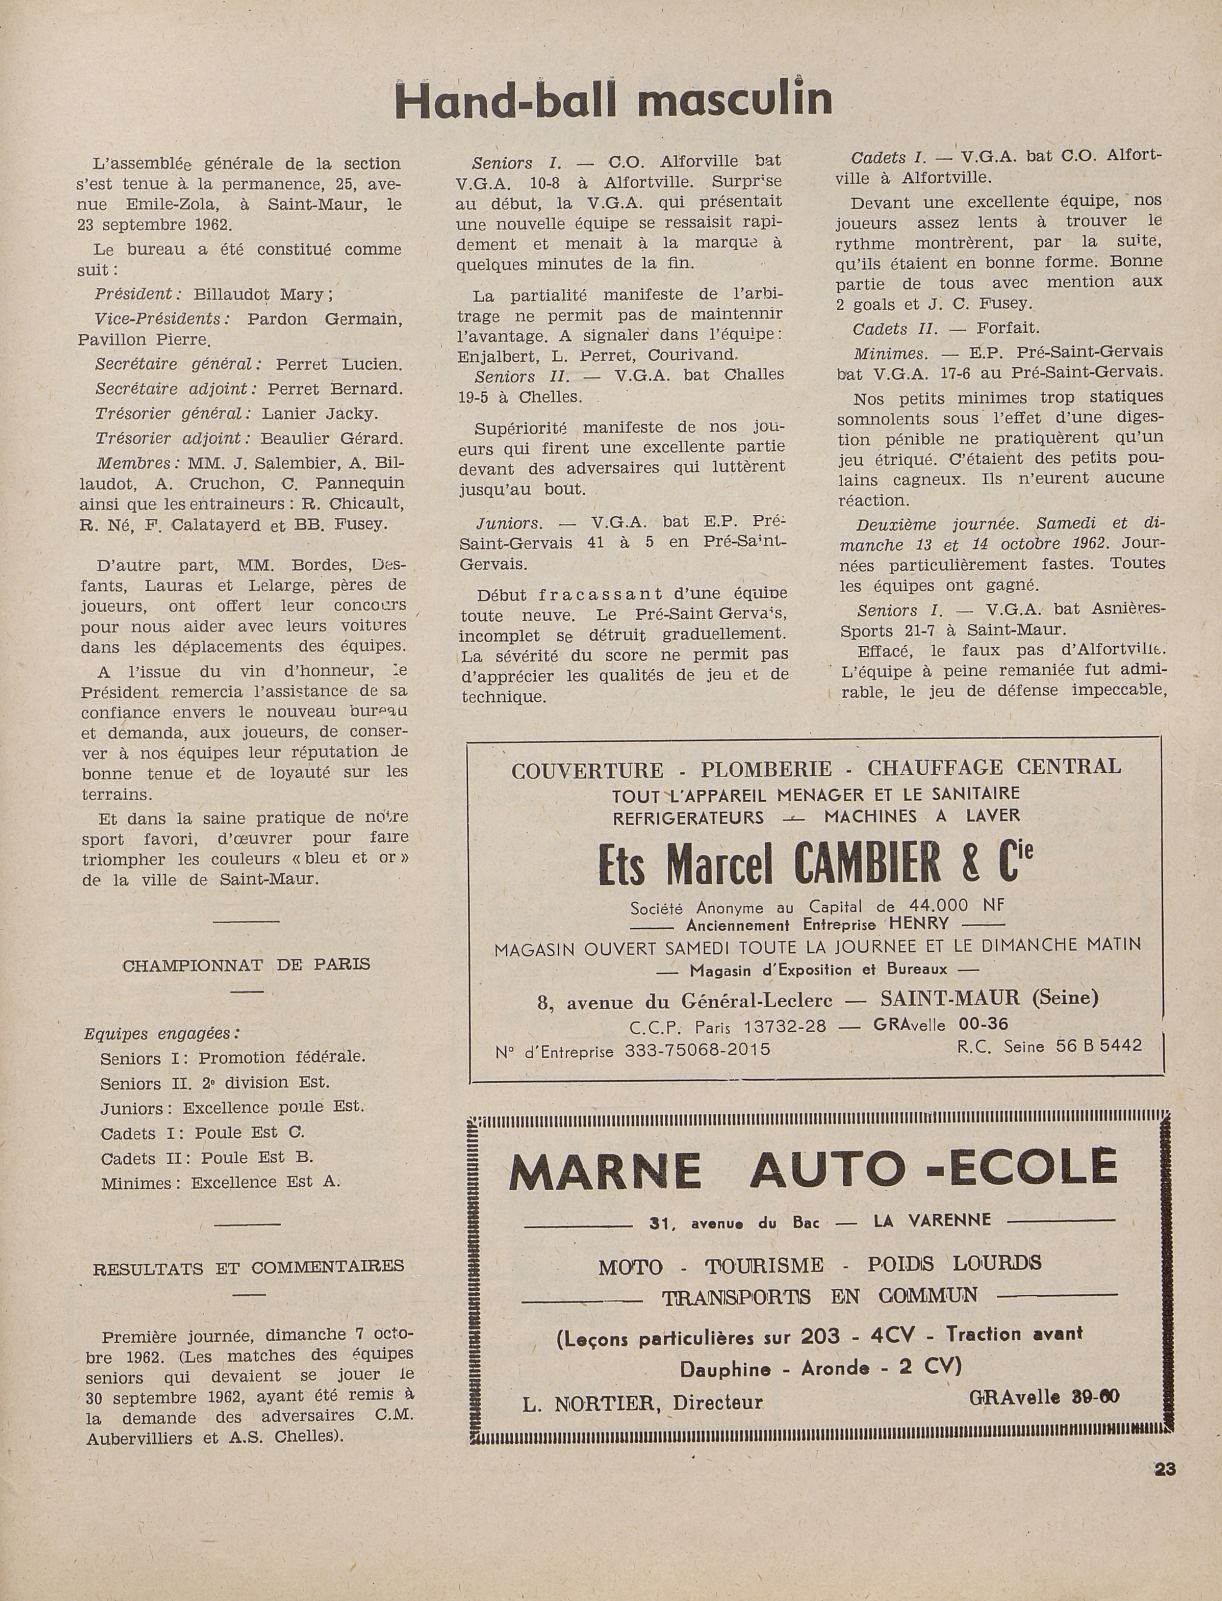 Hand-ball masculin
L'assemblée générale de la section
s'est tenue à la permanence, 25, ave-
nue Emile-Zola, à Saint-Maur, le
23 septembre 1962.
Le bureau a été constitué comme
suit :
Président : Billaudot Mary ;
Vice-Présidents : Pardon Germain,
Pavillon Pierre.
Secrétaire général : Perret Lucien.
Secrétaire adjoint : Perret Bernard.
Trésorier général : Lanier Jacky.
Trésorier adjoint : Beaulier Gérard.
Membres : MM. J. Salembier, A. Bil-
laudot, A. Cruchon, C. Pannequin
ainsi que les entraineurs : R. Chicault,
R. Né, F. Calatayerd et BB. Fusey.
D'autre part, MM. Bordes, Des-
fants, Lauras et Lelarge, pères de
joueurs, ont offert leur concours
pour nous aider avec leurs voitures
dans les déplacements des équipes.
A l'issue du vin d'honneur, le
Président remercia l'assistance de sa
confiance envers le nouveau bureau
et demanda, aux joueurs, de conser-
ver à nos équipes leur réputation de
bonne tenue et de loyauté sur les
terrains.
Et dans la saine pratique de notre
sport favori, d'œuvrer pour faire
triompher les couleurs « bleu et or »
de la ville de Saint-Maur.
CHAMPIONNAT DE PARIS
Equipes engagées :
Seniors I : Promotion fédérale.
Seniors II. 2e division Est.
Juniors : Excellence poule Est.
Cadets I : Poule Est C.
Cadets II : Poule Est B.
Minimes : Excellence Est A.
RESULTATS ET COMMENTAIRES
Première journée, dimanche 7 octo-
bre 1962. (Les matches des équipes
seniors qui devaient se jouer le
30 septembre 1962, ayant été remis à
la demande des adversaires C.M.
Aubervilliers et A.S. Chelles).
Seniors I. — C.O. Alforville bat
V.G.A. 10-8 à Alfortville. Surprise
au début, la V.G.A. qui présentait
une nouvelle équipe se ressaisit rapi-
dement et menait à la marque à
quelques minutes de la fin.
La partialité manifeste de l'arbi-
trage ne permit pas de maintennir
l'avantage. A signaler dans l'équipe :
Enjalbert, L. Perret, Courivand.
Seniors II. — V.G.A. bat Challes
19-5 à Chelles.
Supériorité manifeste de nos jou-
eurs qui firent une excellente partie
devant des adversaires qui luttèrent
jusqu'au bout.
Juniors. — V.G.A. bat E.P. Pré-
Saint-Gervais 41 à 5 en Pré-Saint-
Gervais.
Début fracassant d'une équipe
toute neuve. Le Pré-Saint Gervais,
incomplet se détruit graduellement.
La sévérité du score ne permit pas
d'apprécier les qualités de jeu et de
technique.
Cadets I. — V.G.A. bat C.O. Alfort-
ville à Alfortville.
Devant une excellente équipe, nos
joueurs assez lents à trouver le
rythme montrèrent, par la suite,
qu'ils étaient en bonne forme. Bonne
partie de tous avec mention aux
2 goals et J. C. Fusey.
Cadets II. — Forfait.
Minimes. — E.P. Pré-Saint-Gervais
bat V.G.A. 17-6 au Pré-Saint-Gervais.
Nos petits minimes trop statiques
somnolents sous l'effet d'une diges-
tion pénible ne pratiquèrent qu'un
jeu étriqué. C'étaient des petits pou-
lains cagneux. Ils n'eurent aucune
réaction.
Deuxième journée. Samedi et di-
manche 13 et 14 octobre 1962. Jour-
nées particulièrement fastes. Toutes
les équipes ont gagné.
Seniors I. — V.G.A. bat Asnières-
Sports 21-7 à Saint-Maur.
Effacé, le faux pas d'Alfortville.
L'équipe à peine remaniée fut admi-
rable, le jeu de défense impeccable,
COUVERTURE - PLOMBERIE - CHAUFFAGE CENTRAL
TOUT L'APPAREIL MENAGER ET LE SANITAIRE
REFRIGERATEURS — MACHINES A LAVER
Ets Marcel CAMBIER & Cie
Société Anonyme au Capital de 44.000 NF
— Anciennement Entreprise HENRY —
MAGASIN OUVERT SAMEDI TOUTE LA JOURNEE ET LE DIMANCHE MATIN
— Magasin d'Exposition et Bureaux —
8, avenue du Général-Leclerc — SAINT-MAUR (Seine)
C.C.P. Paris 13732-28 — GRAvelle 00-36
N° d'Entreprise 333-75068-2015 R.C. Seine 56 B 5442
MARNE AUTO-ECOLE
31, avenue du Bac — LA VARENNE
MOTO - TOURISME - POIDS LOURDS
TRANSPORTS EN COMMUN
(Leçons particulières sur 203 - 4CV - Traction avant
Dauphine - Aronde - 2 CV)
L. NORTIER, Directeur GRAvelle 39-60
23